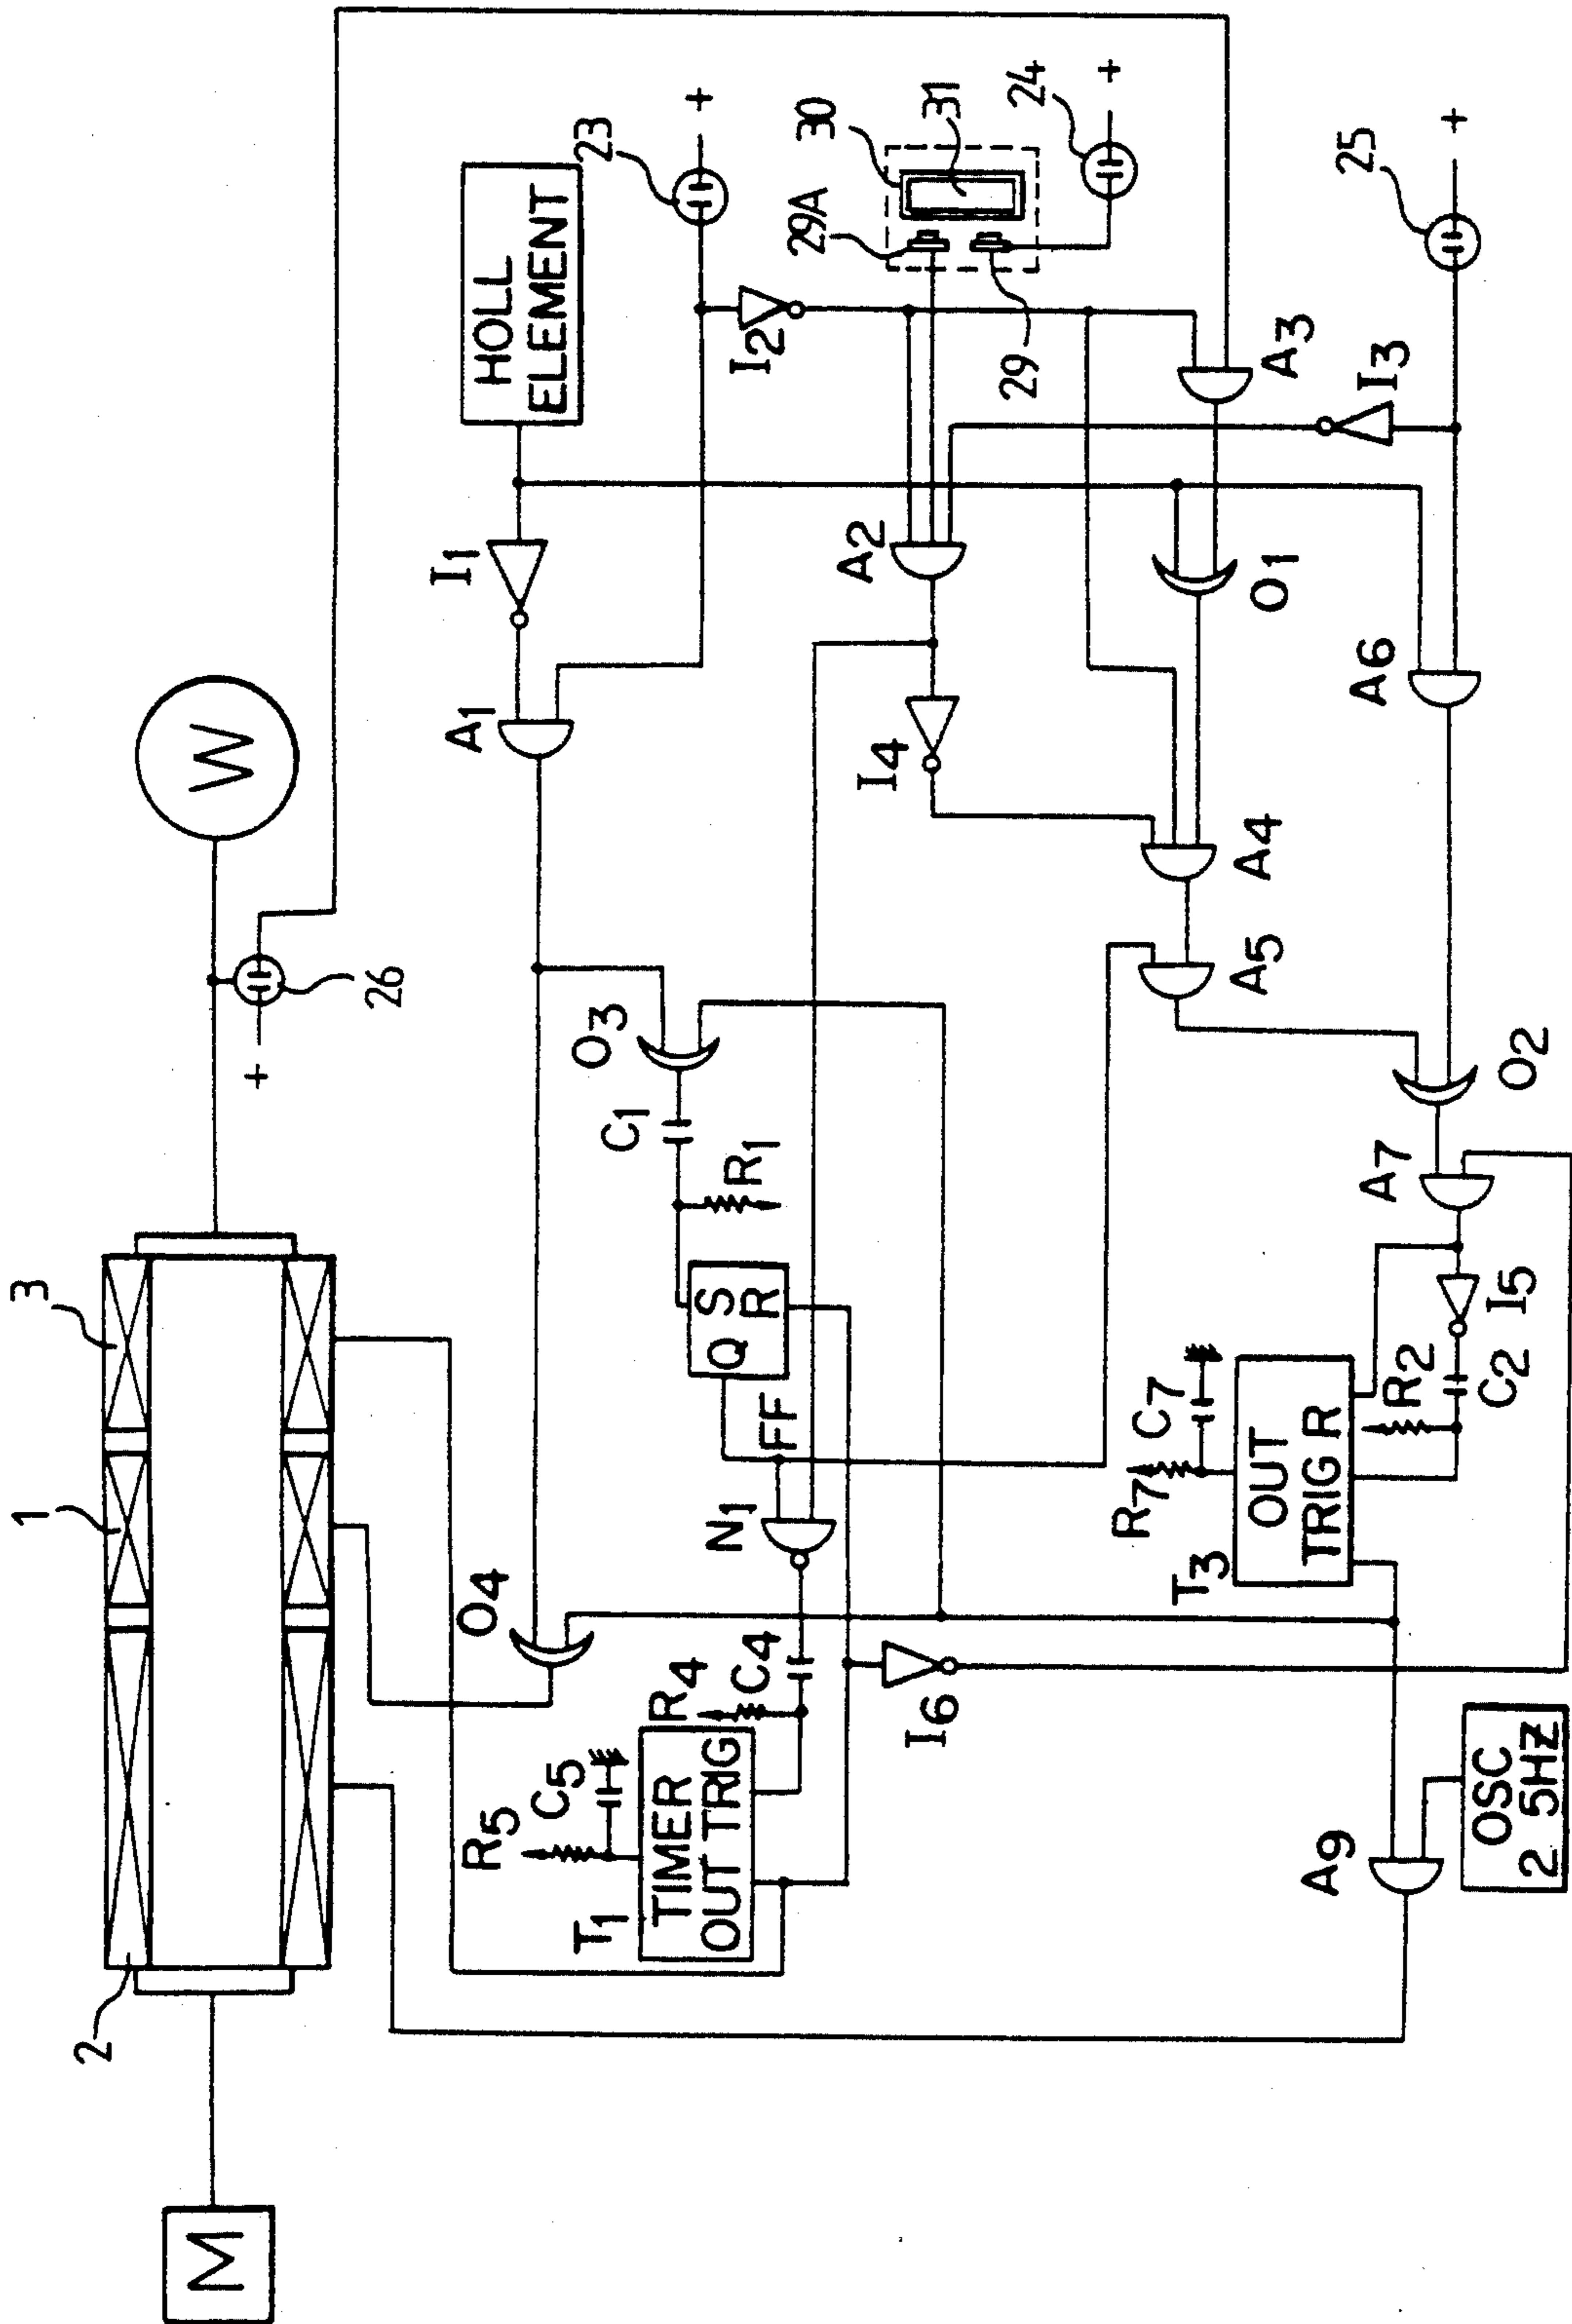 M
2
1
3
W
26
+
HOLL
ELEMENT
23
+
30
31
24
+
29A
29
25
+
I1
I2
I3
A1
A2
A3
O1
A6
I4
A4
A5
O3
C1
R1
O2
A7
S
Q R
FF
I5
R2
C2
C7
R7
OUT
TRIG R
T3
N1
O4
R4
C4
I6
R5
C5
TIMER
OUT TRIG
T1
A9
OSC
2 5HZ